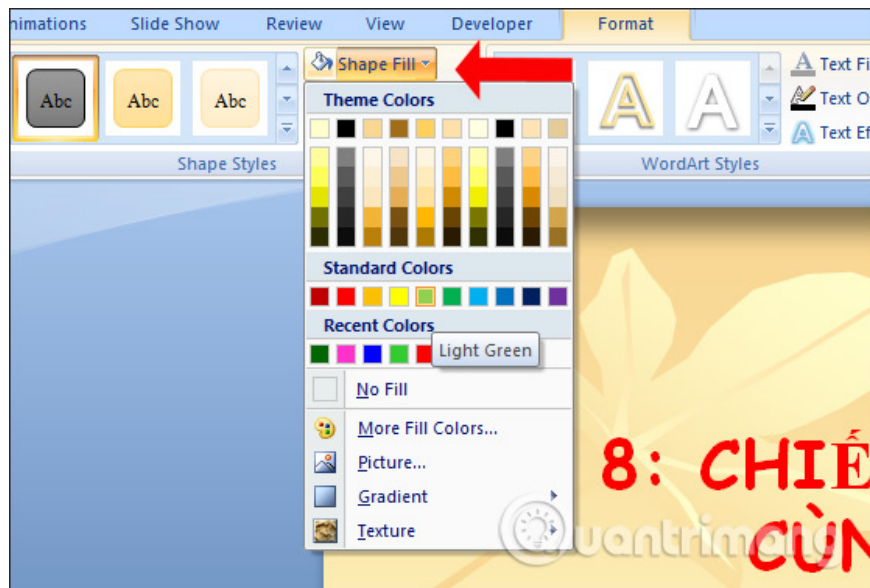 nimations Slide Show Review View Developer Format
Shape Fill
Abc Abc Abc
Text Fi
Text O
Text Ef
Shape Styles WordArt Styles
Theme Colors
Standard Colors
Recent Colors
Light Green
No Fill
More Fill Colors...
Picture...
Gradient
Texture
8: CHIẾ
CÙN
uantrimang